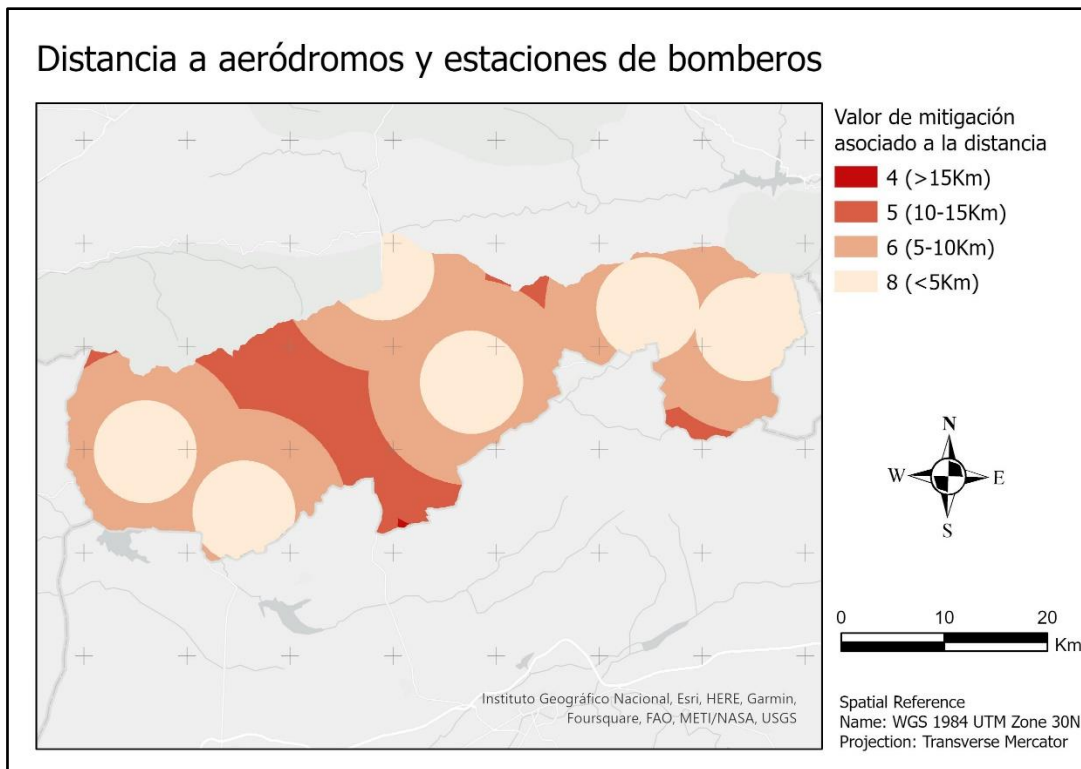 Distancia a aeródromos y estaciones de bomberos
Valor de mitigación
asociado a la distancia
4 (>15Km)
5 (10-15Km)
6 (5-10Km)
8 (<5Km)
N
W
E
S
0
10
20
Km
Instituto Geográfico Nacional, Esri, HERE, Garmin,
Foursquare, FAO, METI/NASA, USGS
Spatial Reference
Name: WGS 1984 UTM Zone 30N
Projection: Transverse Mercator